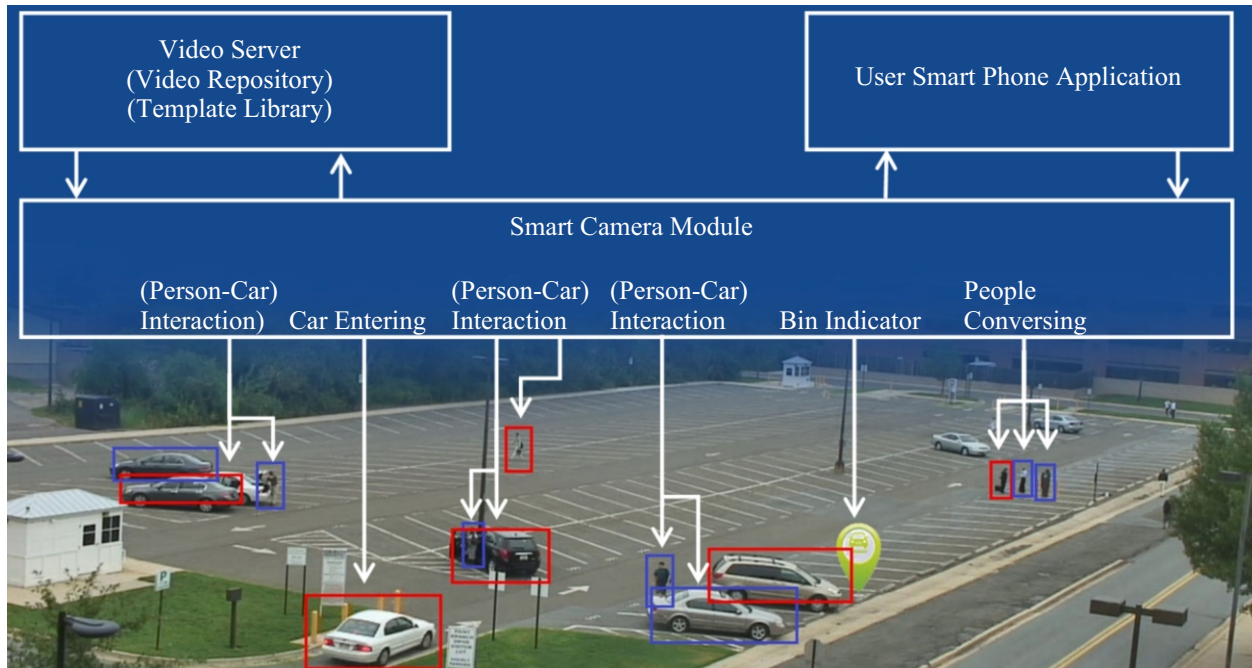 Video Server
(Video Repository)
(Template Library)
User Smart Phone Application
Smart Camera Module
(Person-Car)
Interaction)
Car Entering
(Person-Car)
Interaction
(Person-Car)
Interaction
Bin Indicator
People
Conversing
P